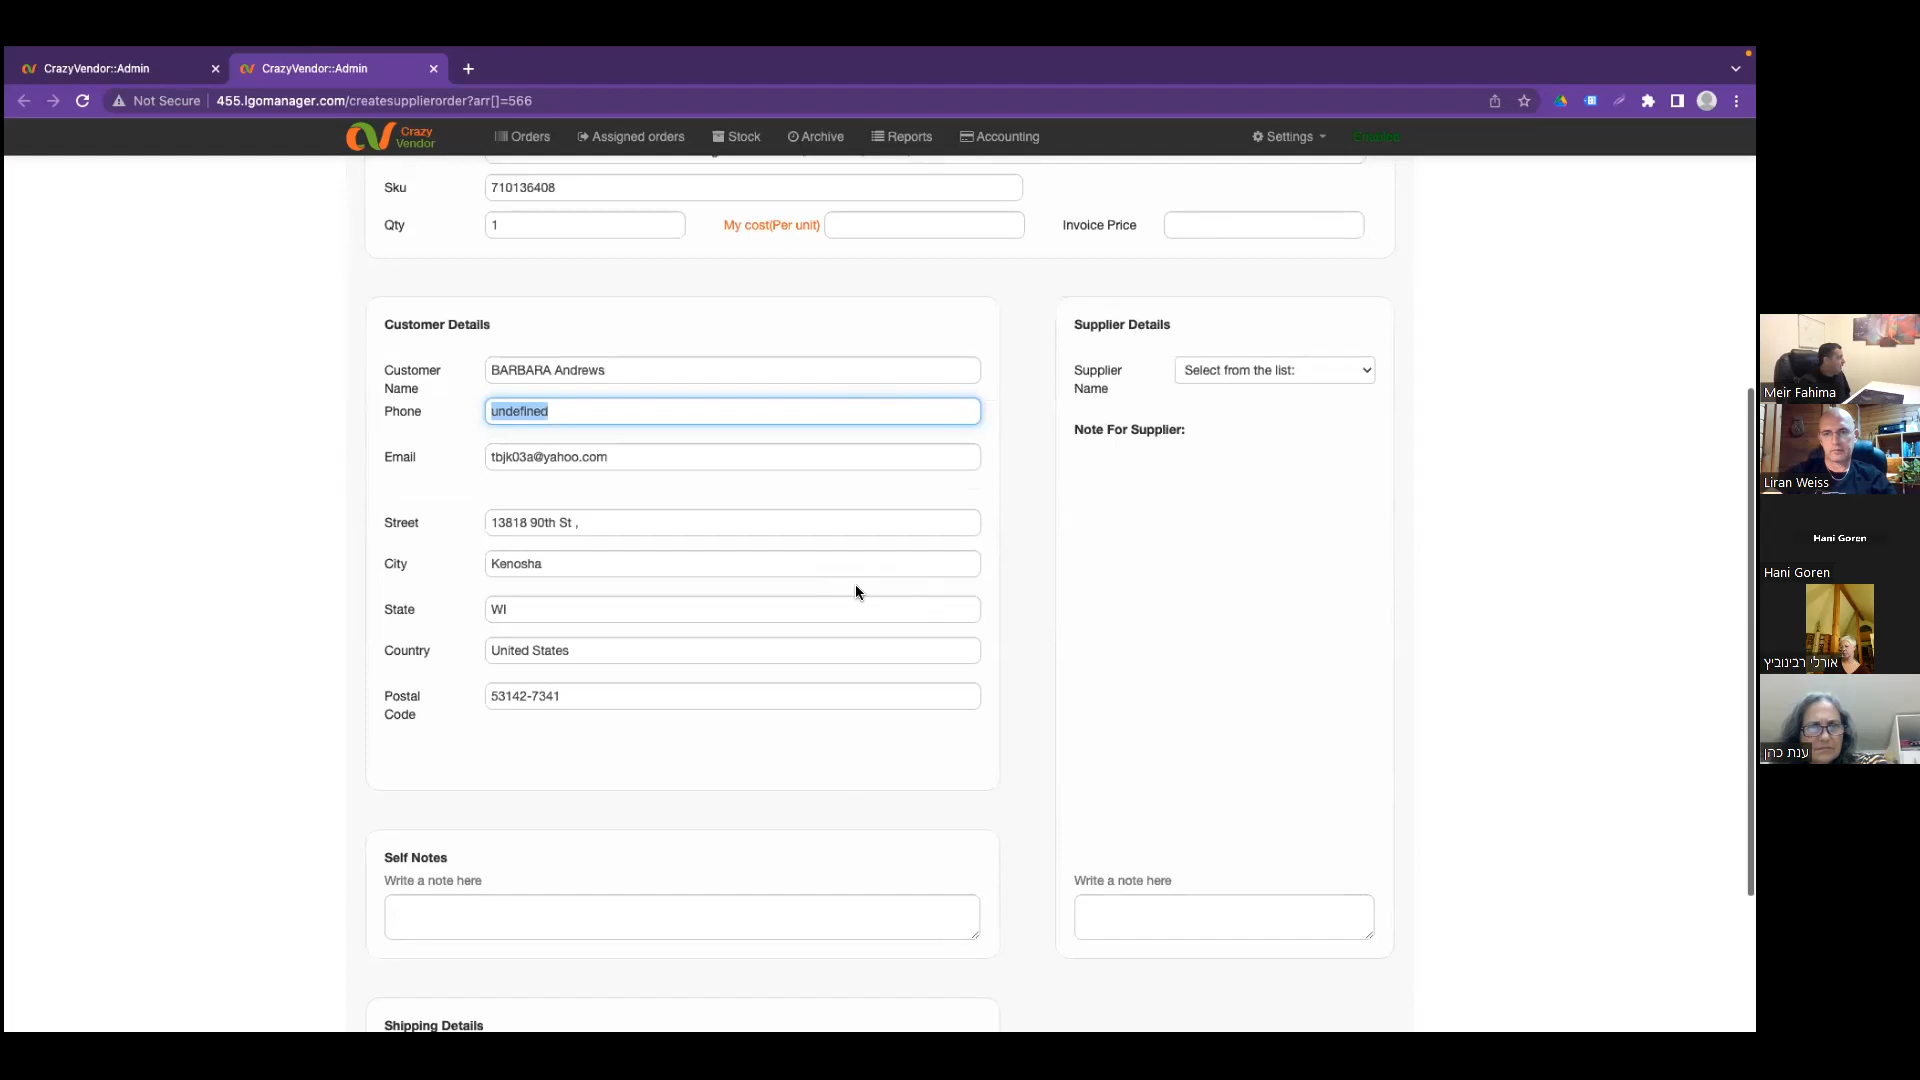 CrazyVendor::Admin
CrazyVendor::Admin
Not Secure 455.lgomanager.com/createsupplierorder?arr[]=566
Crazy Vendor
Orders
Assigned orders
Stock
Archive
Reports
Accounting
Settings
Enabled
Sku 710136408
Qty 1 My cost(Per unit) Invoice Price
Customer Details
Customer Name BARBARA Andrews
Phone undefined
Email tbjk03a@yahoo.com
Street 13818 90th St ,
City Kenosha
State WI
Country United States
Postal Code 53142-7341
Supplier Details
Supplier Name Select from the list:
Note For Supplier:
Self Notes
Write a note here
Write a note here
Shipping Details
Meir Fahima
Liran Weiss
Hani Goren
Hani Goren
אורלי רבינוביץ
ענת כהן